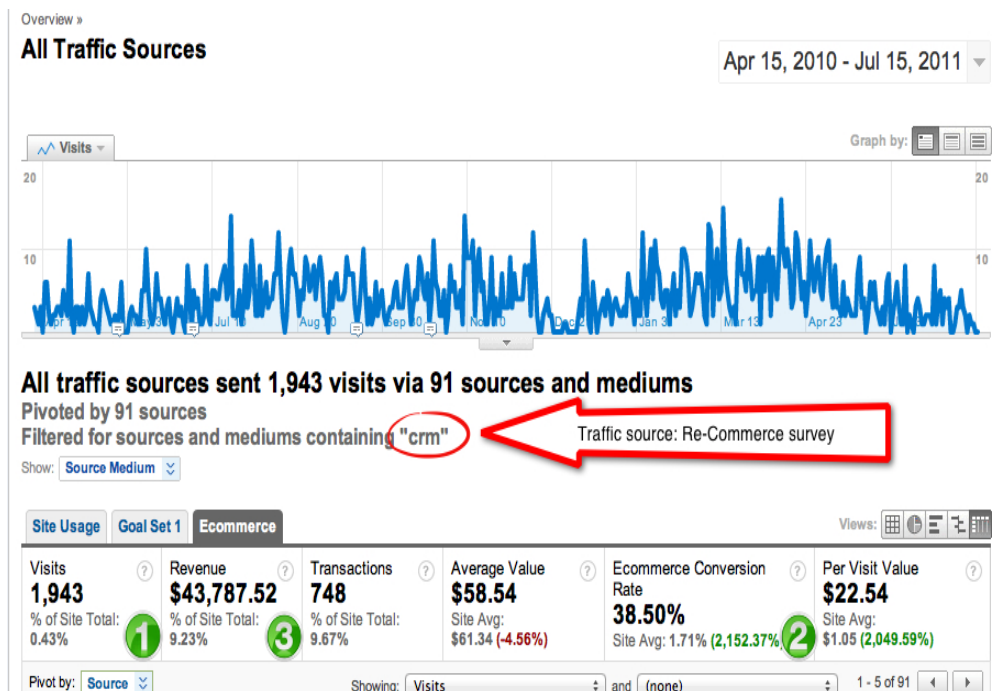 Overview »
All Traffic Sources
Apr 15, 2010 - Jul 15, 2011
Visits
Graph by:
20 20
10 10
Jul Aug Jan 3 Mar 13 Apr 23
All traffic sources sent 1,943 visits via 91 sources and mediums
Pivoted by 91 sources
Filtered for sources and mediums containing "crm"
Traffic source: Re-Commerce survey
Show: Source Medium
Site Usage Goal Set 1 Ecommerce
Views:
Visits ? Revenue ? Transactions ? Average Value ? Ecommerce Conversion Rate ? Per Visit Value ?
1,943 $43,787.52 748 $58.54 38.50% $22.54
% of Site Total: % of Site Total: % of Site Total: Site Avg: Site Avg: 1.71% (2,152.37%) Site Avg:
0.43% 1 9.23% 3 9.67% $61.34 (-4.56%) 2 $1.05 (2,049.59%)
Pivot by: Source Showing: Visits and (none) 1 - 5 of 91